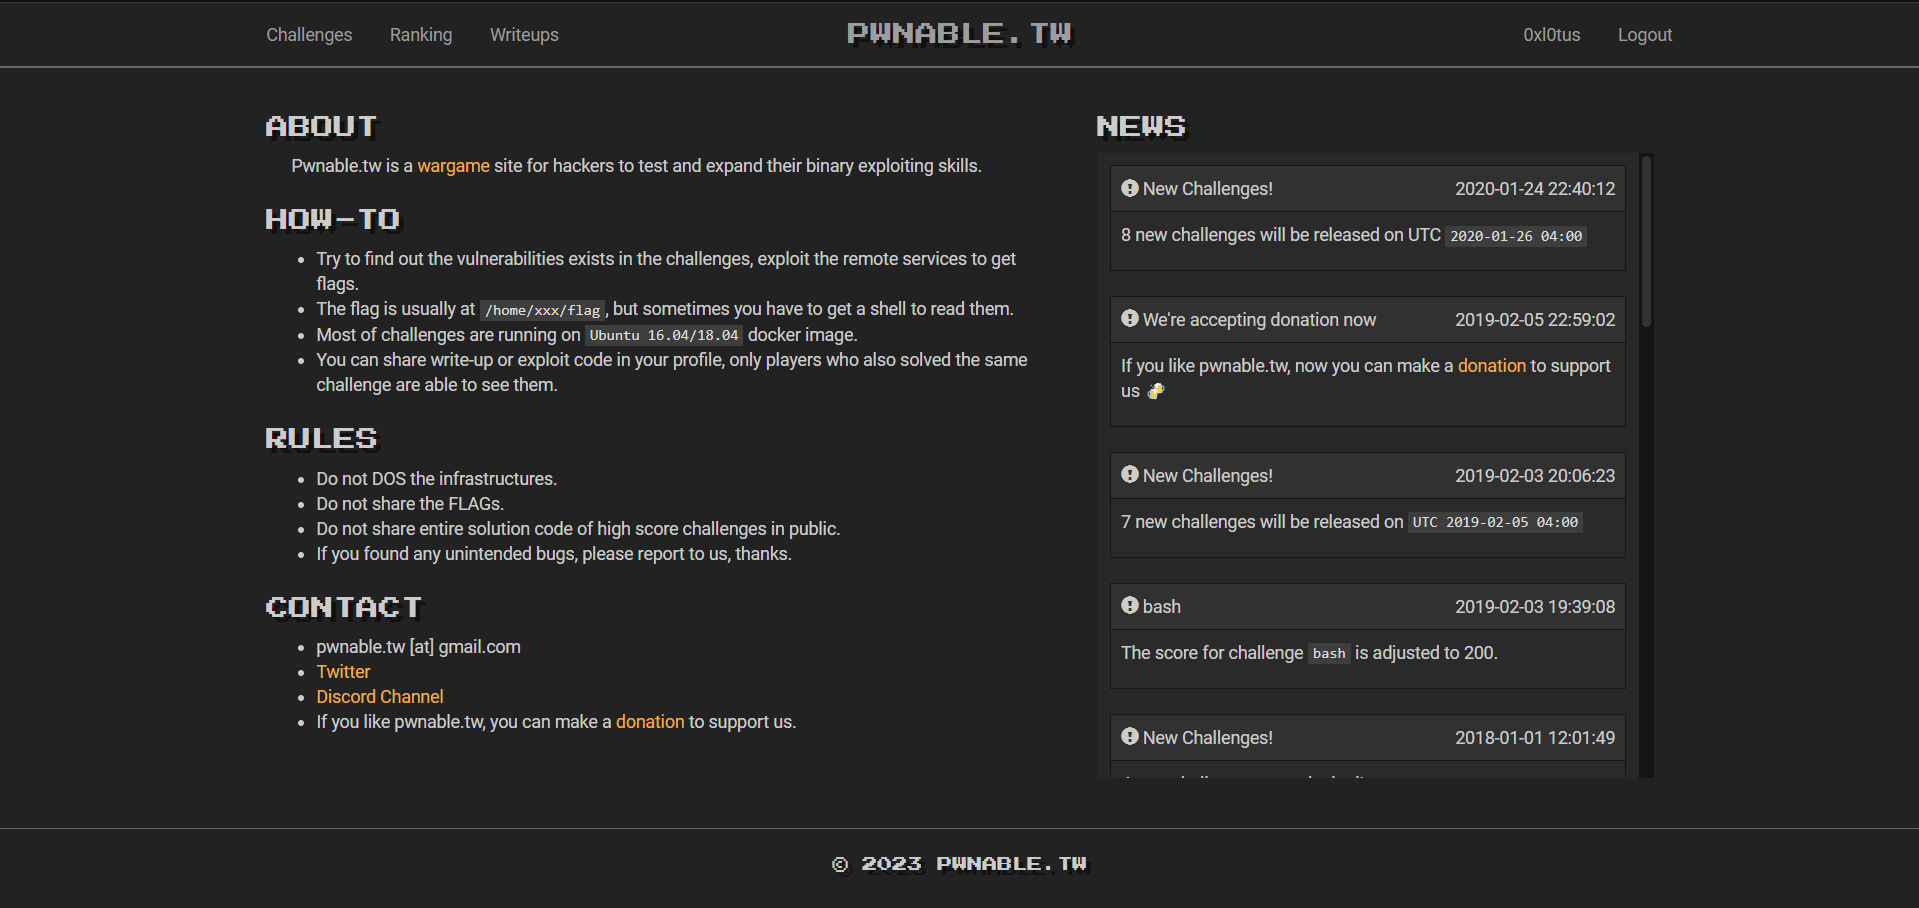 Challenges Ranking Writeups PWNABLE.TW 0xl0tus Logout
ABOUT
Pwnable.tw is a wargame site for hackers to test and expand their binary exploiting skills.
HOW-TO
Try to find out the vulnerabilities exists in the challenges, exploit the remote services to get
flags.
The flag is usually at /home/xxx/flag, but sometimes you have to get a shell to read them.
Most of challenges are running on Ubuntu 16.04/18.04 docker image.
You can share write-up or exploit code in your profile, only players who also solved the same
challenge are able to see them.
RULES
Do not DOS the infrastructures.
Do not share the FLAGs.
Do not share entire solution code of high score challenges in public.
If you found any unintended bugs, please report to us, thanks.
CONTACT
pwnable.tw [at] gmail.com
Twitter
Discord Channel
If you like pwnable.tw, you can make a donation to support us.
NEWS
New Challenges! 2020-01-24 22:40:12
8 new challenges will be released on UTC 2020-01-26 04:00
We're accepting donation now 2019-02-05 22:59:02
If you like pwnable.tw, now you can make a donation to support
us 🍻
New Challenges! 2019-02-03 20:06:23
7 new challenges will be released on UTC 2019-02-05 04:00
bash 2019-02-03 19:39:08
The score for challenge bash is adjusted to 200.
New Challenges! 2018-01-01 12:01:49
© 2023 PWNABLE.TW